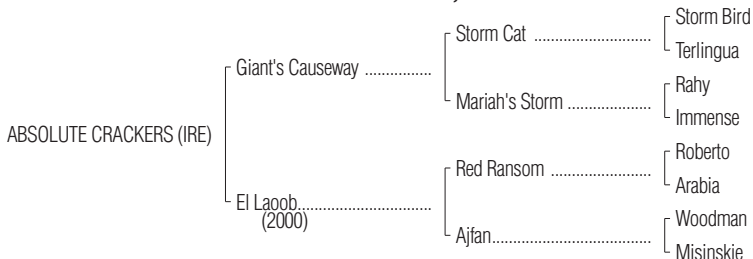 Storm Bird
Storm Cat ..............................
Terlingua
Giant's Causeway ................ ..................
Rahy
Mariah's Storm .....................
Immense
ABSOLUTE CRACKERS (IRE)
Roberto
Red Ransom .........................
Arabia
El Laoob.................................. ..................
(2000)
Woodman
Ajfan.........................................
Misinskie